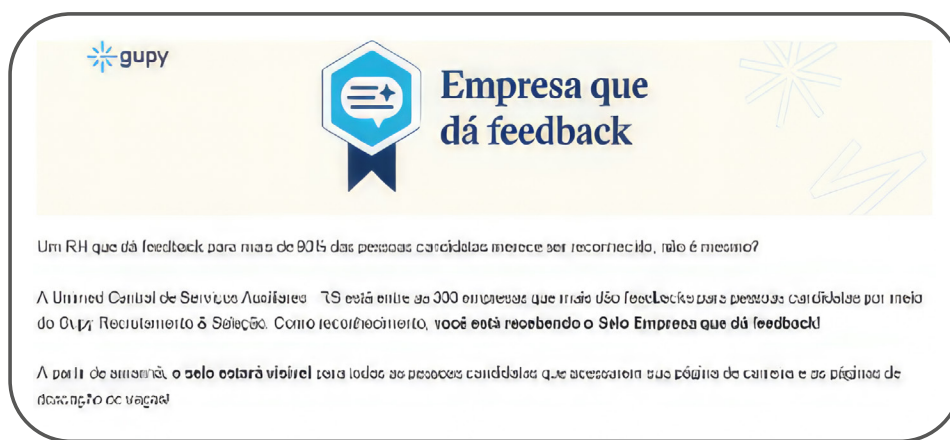 gupy
Empresa que
dá feedback
Um RH que dá feedback para mais de 90% das pessoas candidatas merece ser reconhecido, não é mesmo?
A Unimed Central de Serviços Auxiliares RS está entre as 300 empresas que mais dão feedbacks para pessoas candidatas por meio
do Gupy Recrutamento & Seleção. Como reconhecimento, você está recebendo o Selo Empresa que dá feedback!
A partir de amanhã, o selo estará visível para todas as pessoas candidatas que acessarem sua página de carreira e as páginas de
descrição de vagas!